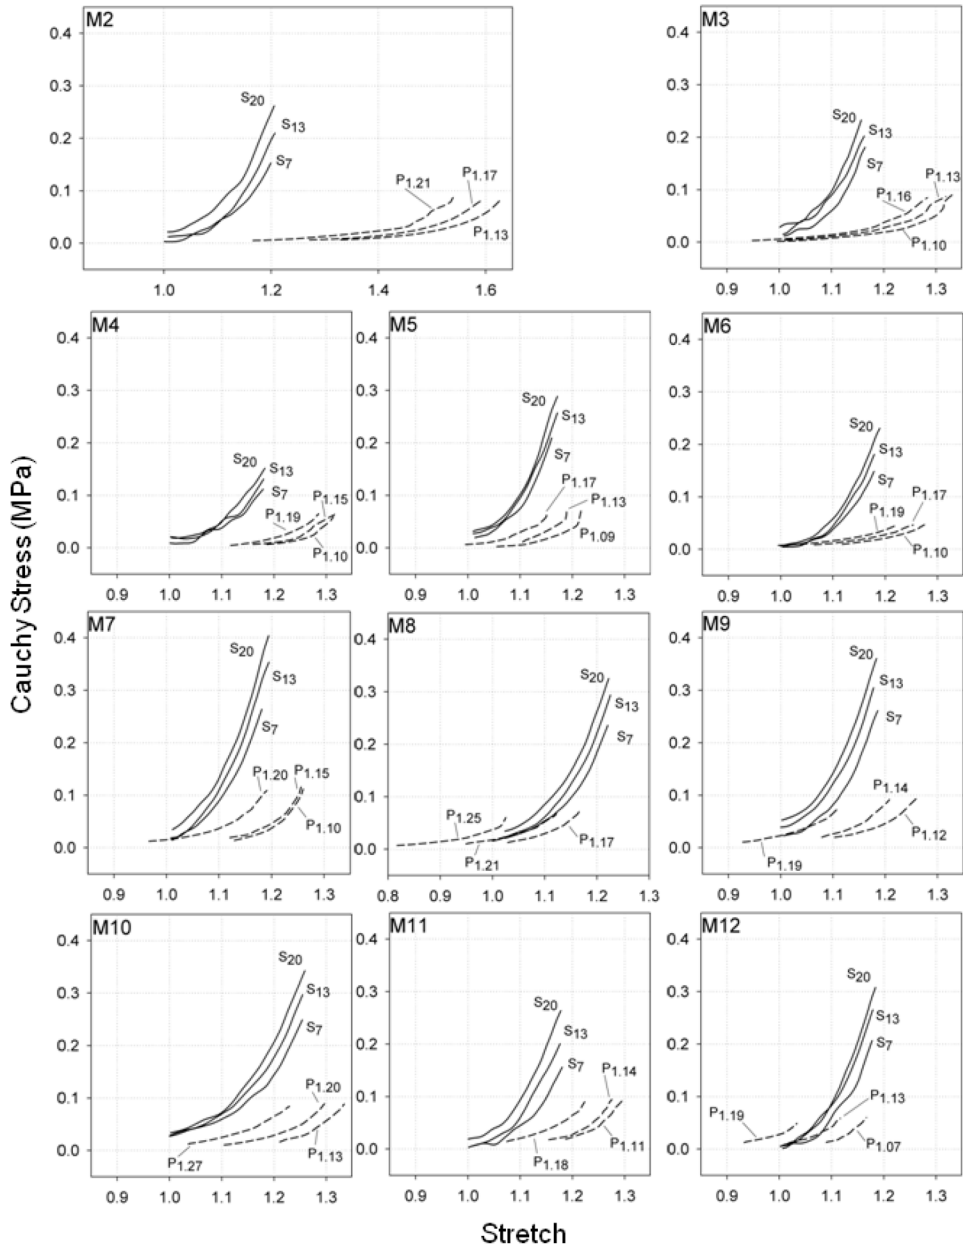 M2
0.4
0.3
0.2
0.1
0.0
S20
S13
S7
P1.21
P1.17
P1.13
1.0 1.2 1.4 1.6
M3
0.4
0.3
0.2
0.1
0.0
S20
S13
S7
P1.13
P1.16
P1.10
0.9 1.0 1.1 1.2 1.3
M4
0.4
0.3
0.2
0.1
0.0
S20
S13
S7
P1.15
P1.19
P1.10
0.9 1.0 1.1 1.2 1.3
M5
0.4
0.3
0.2
0.1
0.0
S20
S13
S7
P1.17
P1.13
P1.09
0.9 1.0 1.1 1.2 1.3
M6
0.4
0.3
0.2
0.1
0.0
S20
S13
S7
P1.17
P1.19
P1.10
0.9 1.0 1.1 1.2 1.3
Cauchy Stress (MPa)
M7
0.4
0.3
0.2
0.1
0.0
S20
S13
S7
P1.20
P1.15
P1.10
0.9 1.0 1.1 1.2 1.3
M8
0.4
0.3
0.2
0.1
0.0
S20
S13
S7
P1.25
P1.21
P1.17
0.8 0.9 1.0 1.1 1.2 1.3
M9
0.4
0.3
0.2
0.1
0.0
S20
S13
S7
P1.14
P1.12
P1.19
0.9 1.0 1.1 1.2 1.3
M10
0.4
0.3
0.2
0.1
0.0
S20
S13
S7
P1.20
P1.27
P1.13
0.9 1.0 1.1 1.2 1.3
M11
0.4
0.3
0.2
0.1
0.0
S20
S13
S7
P1.14
P1.11
P1.18
0.9 1.0 1.1 1.2 1.3
M12
0.4
0.3
0.2
0.1
0.0
S20
S13
S7
P1.19
P1.13
P1.07
0.9 1.0 1.1 1.2 1.3
Stretch